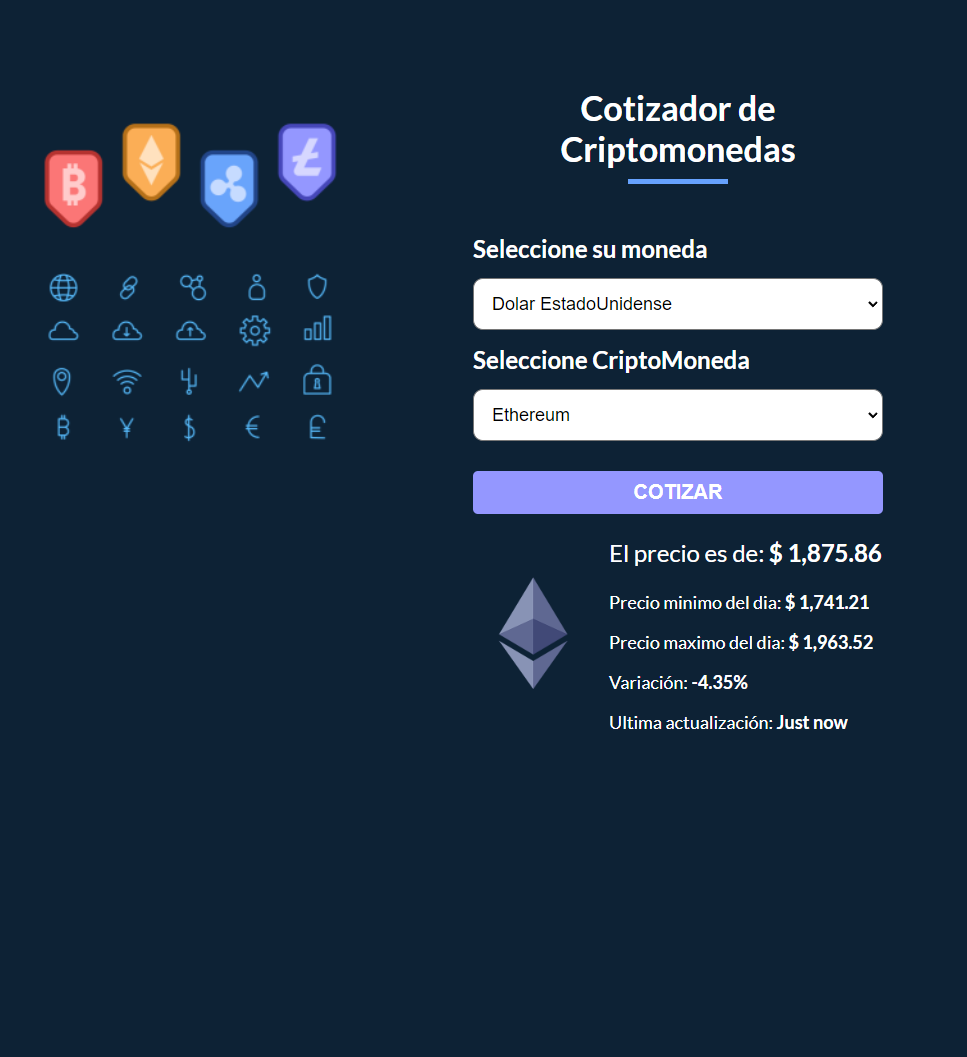 Cotizador de
Criptomonedas
Seleccione su moneda
Dolar EstadoUnidense
Seleccione CriptoMoneda
Ethereum
COTIZAR
El precio es de: $ 1,875.86
Precio minimo del dia: $ 1,741.21
Precio maximo del dia: $ 1,963.52
Variación: -4.35%
Ultima actualización: Just now